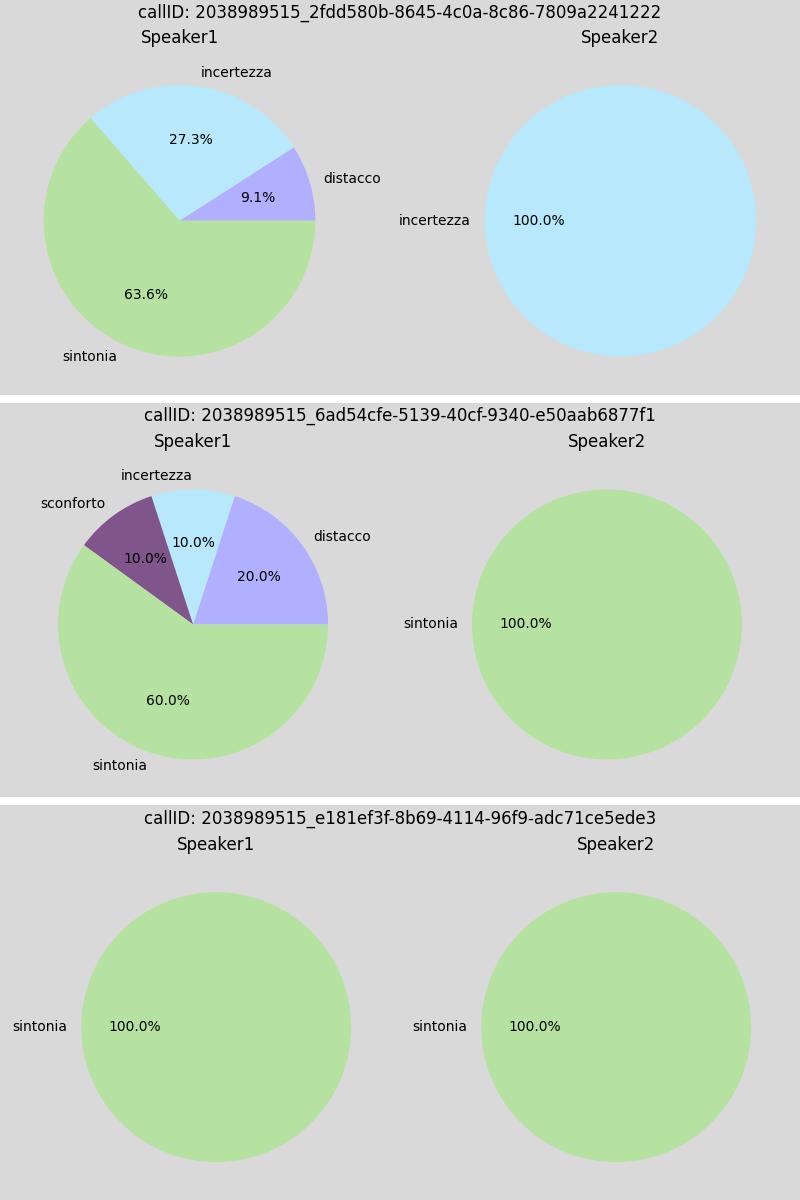 callID: 2038989515_2fdd580b-8645-4c0a-8c86-7809a2241222
Speaker1
Speaker2
incertezza
27.3%
distacco
9.1%
63.6%
sintonia
incertezza
100.0%
callID: 2038989515_6ad54cfe-5139-40cf-9340-e50aab6877f1
Speaker1
Speaker2
incertezza
sconforto
distacco
10.0%
10.0%
20.0%
60.0%
sintonia
sintonia
100.0%
callID: 2038989515_e181ef3f-8b69-4114-96f9-adc71ce5ede3
Speaker1
Speaker2
sintonia
100.0%
sintonia
100.0%